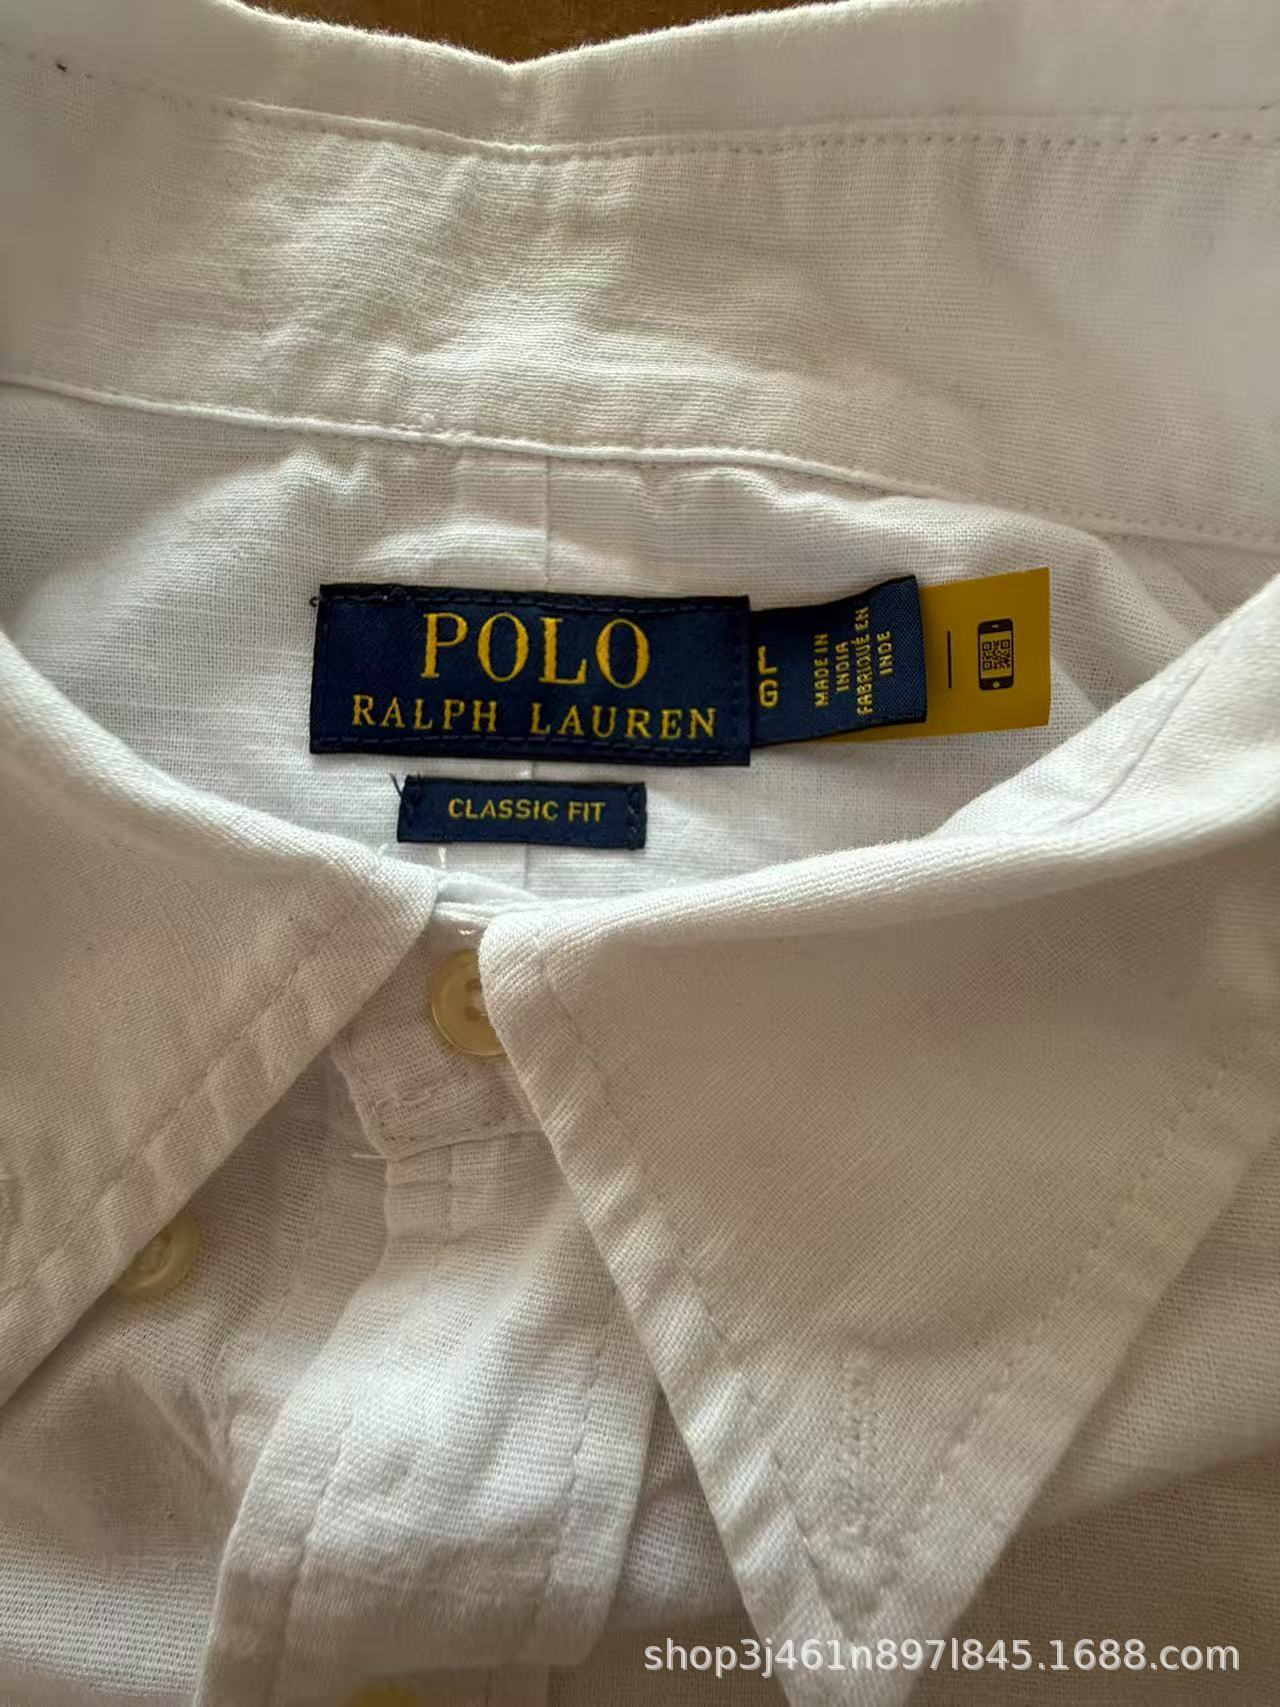 POLO
RALPH LAUREN
L
G
MADE IN
INDIA
FABRIQUÉ EN
INDE
CLASSIC FIT
shop3j461n897l845.1688.com